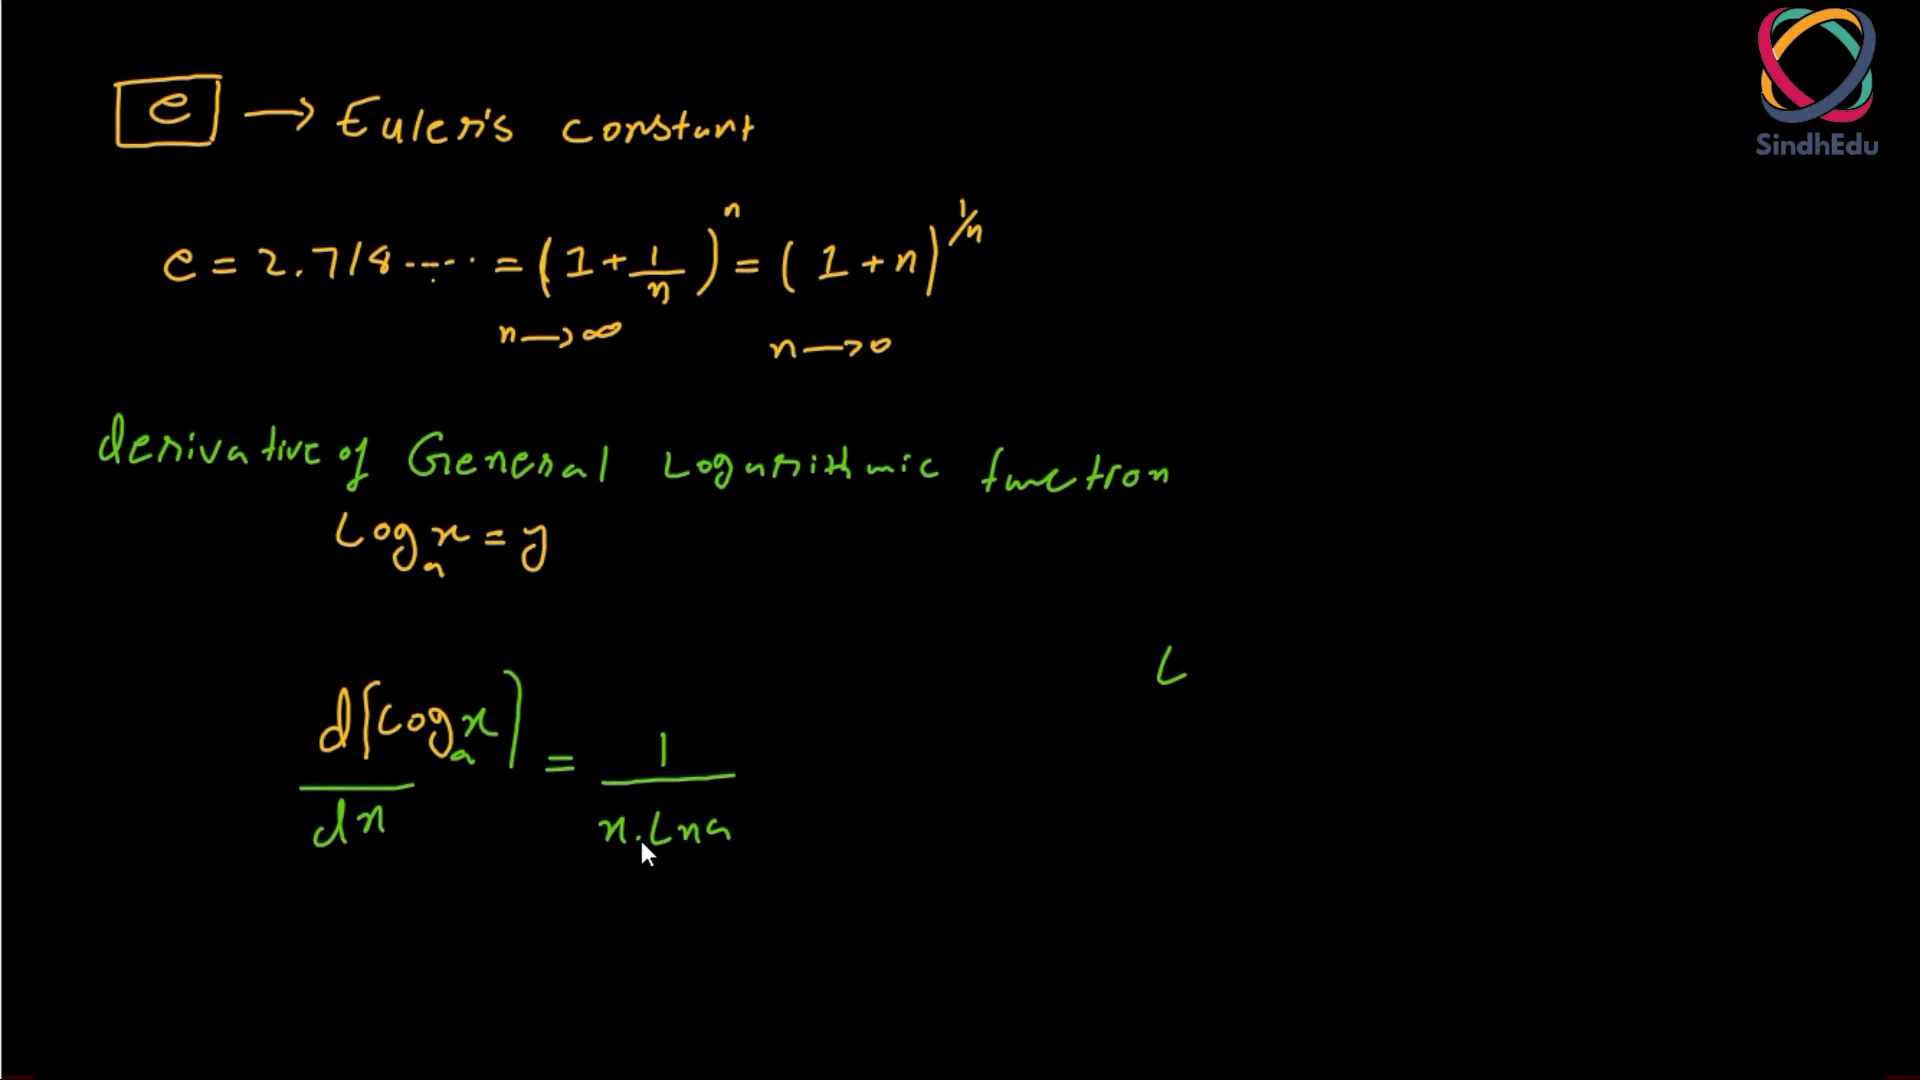 SindhEdu
e → Euler's constant
e = 2.718 ...... = (1 + 1/n)^n = (1 + n)^1/n
n → ∞ n → 0
derivative of General Logarithmic function
Log_a x = y
d[Log_a x]/dx = 1/(x.Lna)
L